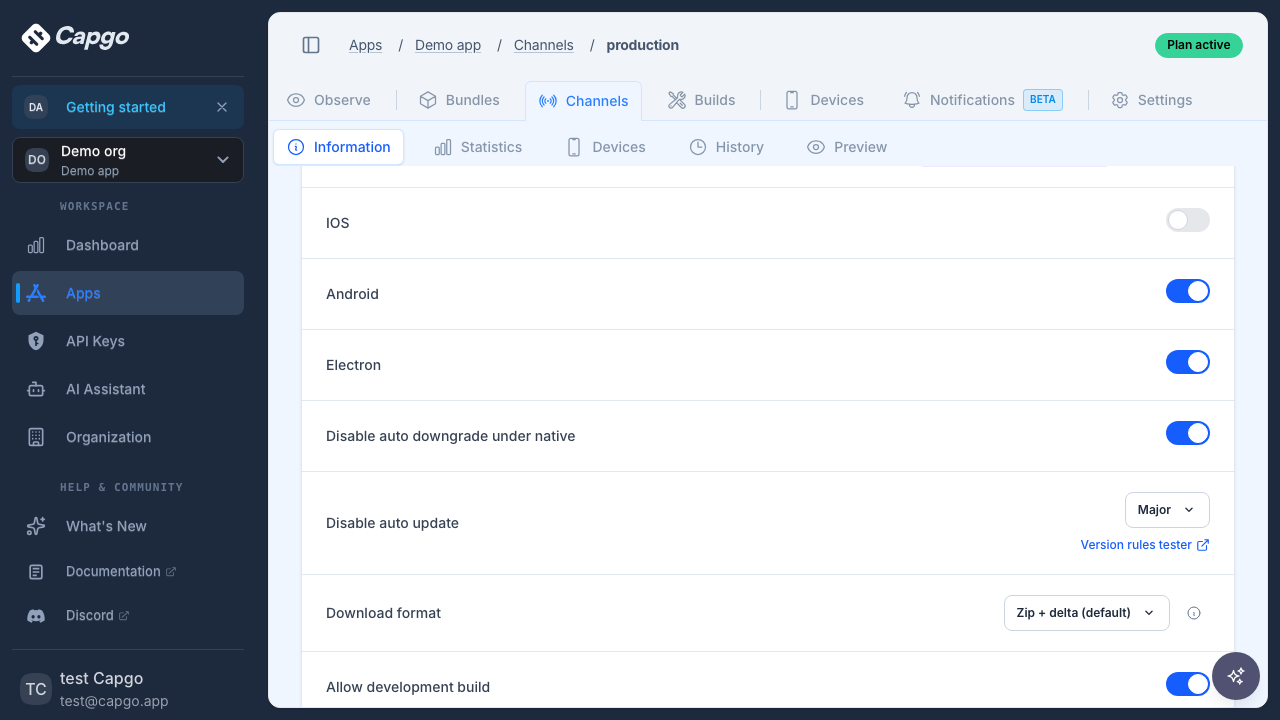 Capgo
DA Getting started
DO Demo org
Demo app
WORKSPACE
Dashboard
Apps
API Keys
AI Assistant
Organization
HELP & COMMUNITY
What's New
Documentation
Discord
TC test Capgo
test@capgo.app
Apps / Demo app / Channels / production
Plan active
Observe Bundles Channels Builds Devices Notifications BETA Settings
Information Statistics Devices History Preview
IOS
Android
Electron
Disable auto downgrade under native
Disable auto update Major
Version rules tester
Download format Zip + delta (default)
Allow development build